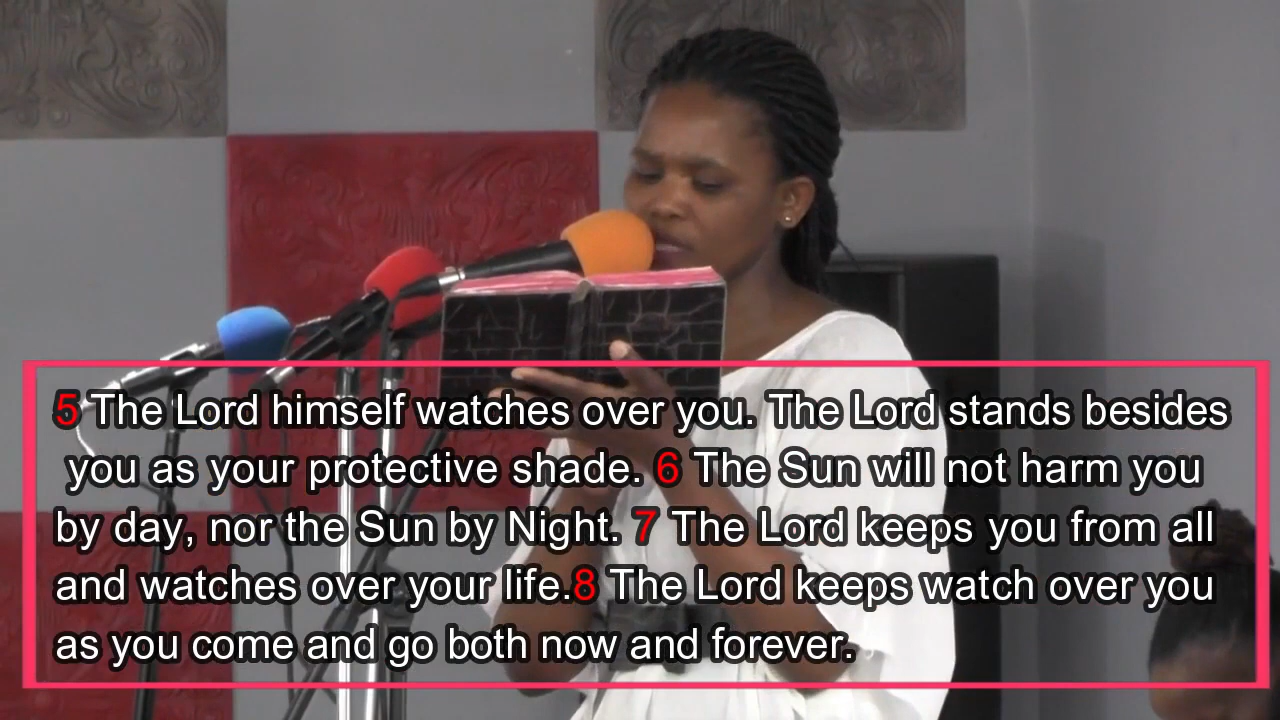 5 The Lord himself watches over you. The Lord stands besides
you as your protective shade. 6 The Sun will not harm you
by day, nor the Sun by Night. 7 The Lord keeps you from all
and watches over your life.8 The Lord keeps watch over you
as you come and go both now and forever.